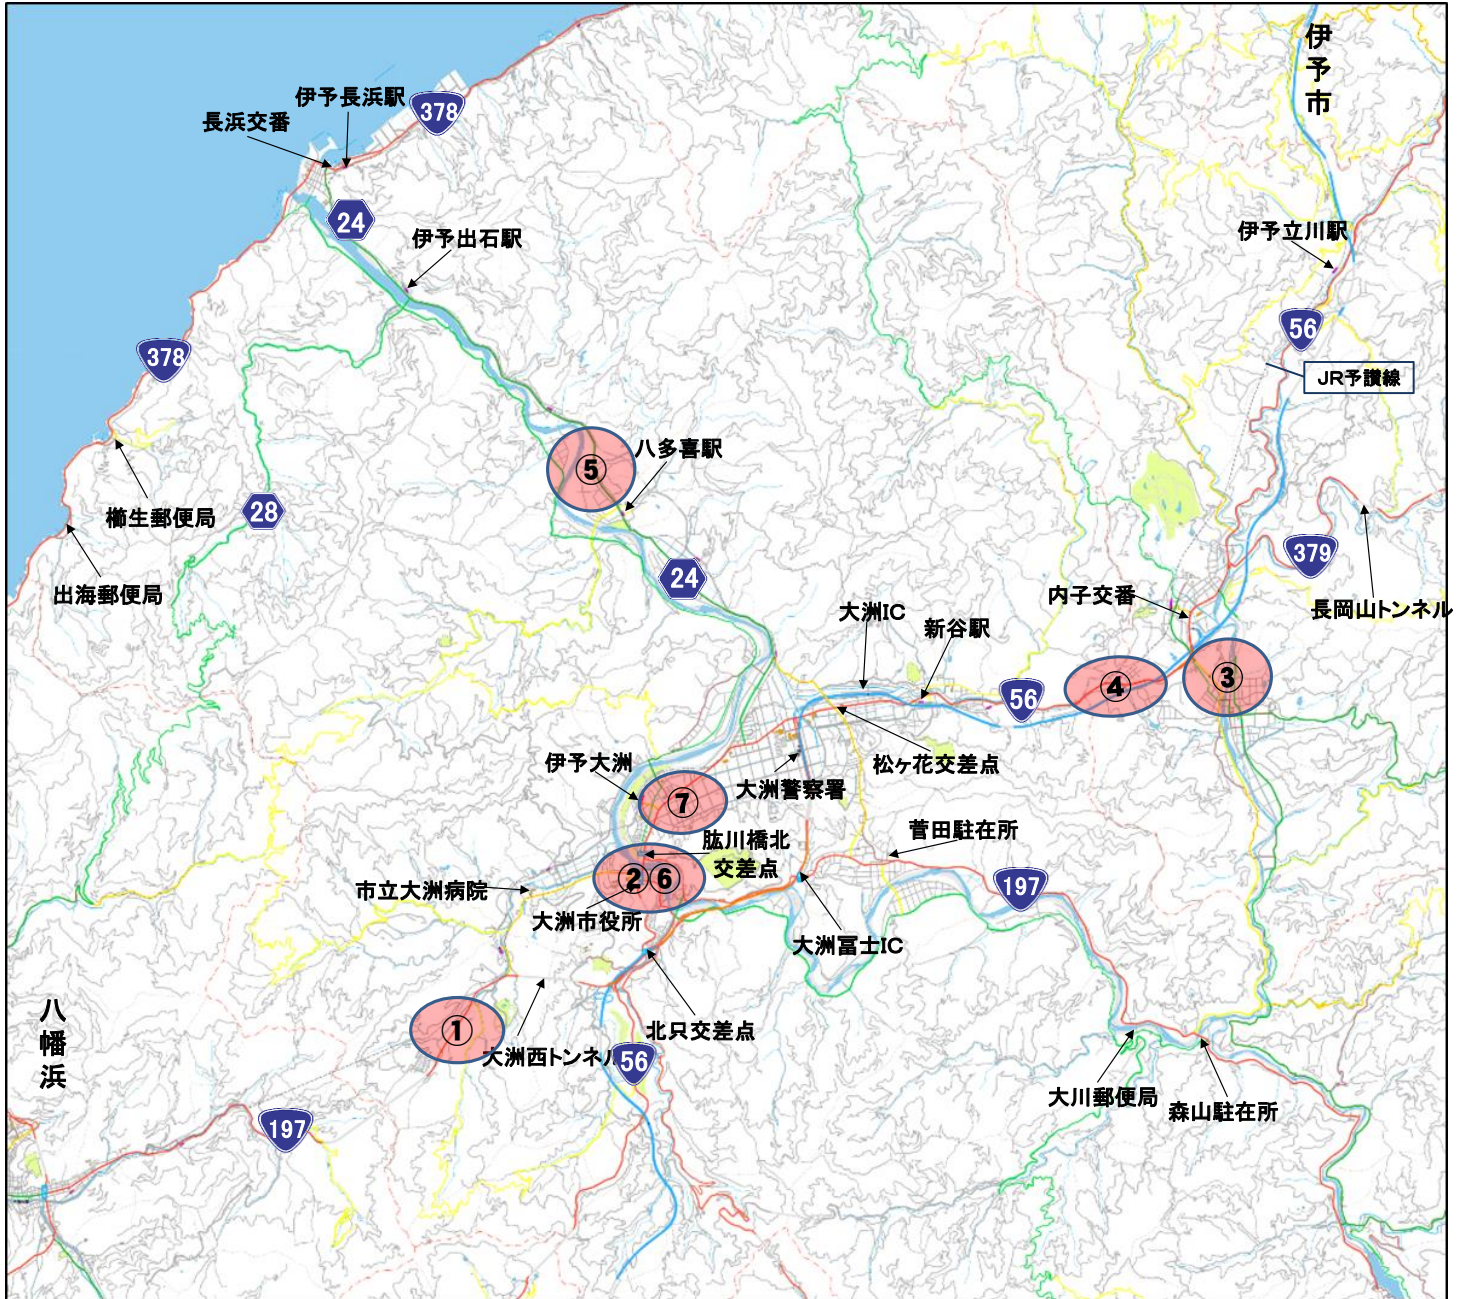 伊予市
伊予長浜駅
378
長浜交番
24
伊予出石駅
伊予立川駅
56
378
JR予讃線
八多喜駅
⑤
櫛生郵便局
28
379
出海郵便局
24
内子交番
長岡山トンネル
大洲IC
新谷駅
③
④
56
松ヶ花交差点
伊予大洲
大洲警察署
⑦
菅田駐在所
肱川橋北
交差点
②⑥
市立大洲病院
197
大洲市役所
大洲冨士IC
八幡浜
①
北只交差点
大洲西トンネル
56
大川郵便局
森山駐在所
197